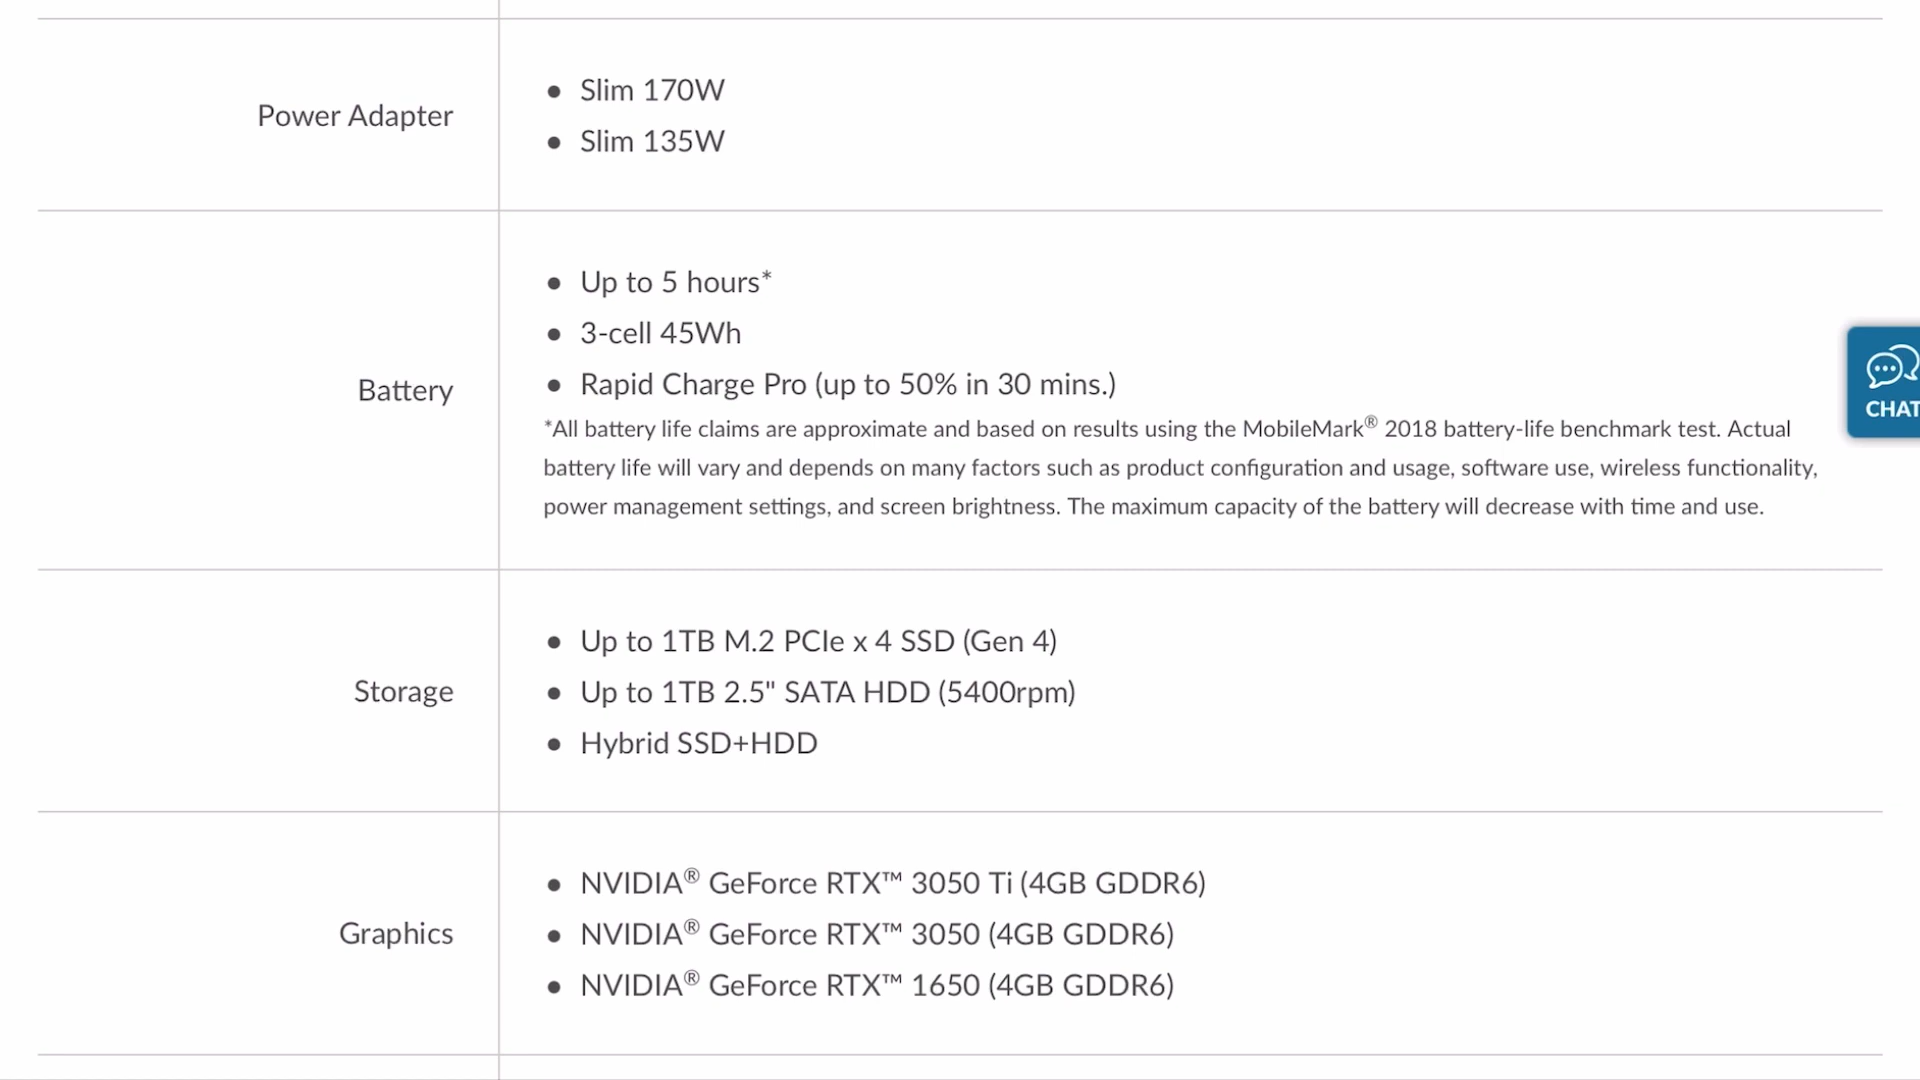 Power Adapter
Slim 170W
Slim 135W
Battery
Up to 5 hours*
3-cell 45Wh
Rapid Charge Pro (up to 50% in 30 mins.)
*All battery life claims are approximate and based on results using the MobileMark® 2018 battery-life benchmark test. Actual
battery life will vary and depends on many factors such as product configuration and usage, software use, wireless functionality,
power management settings, and screen brightness. The maximum capacity of the battery will decrease with time and use.
CHAT
Storage
Up to 1TB M.2 PCIe x 4 SSD (Gen 4)
Up to 1TB 2.5" SATA HDD (5400rpm)
Hybrid SSD+HDD
Graphics
NVIDIA® GeForce RTX™ 3050 Ti (4GB GDDR6)
NVIDIA® GeForce RTX™ 3050 (4GB GDDR6)
NVIDIA® GeForce RTX™ 1650 (4GB GDDR6)